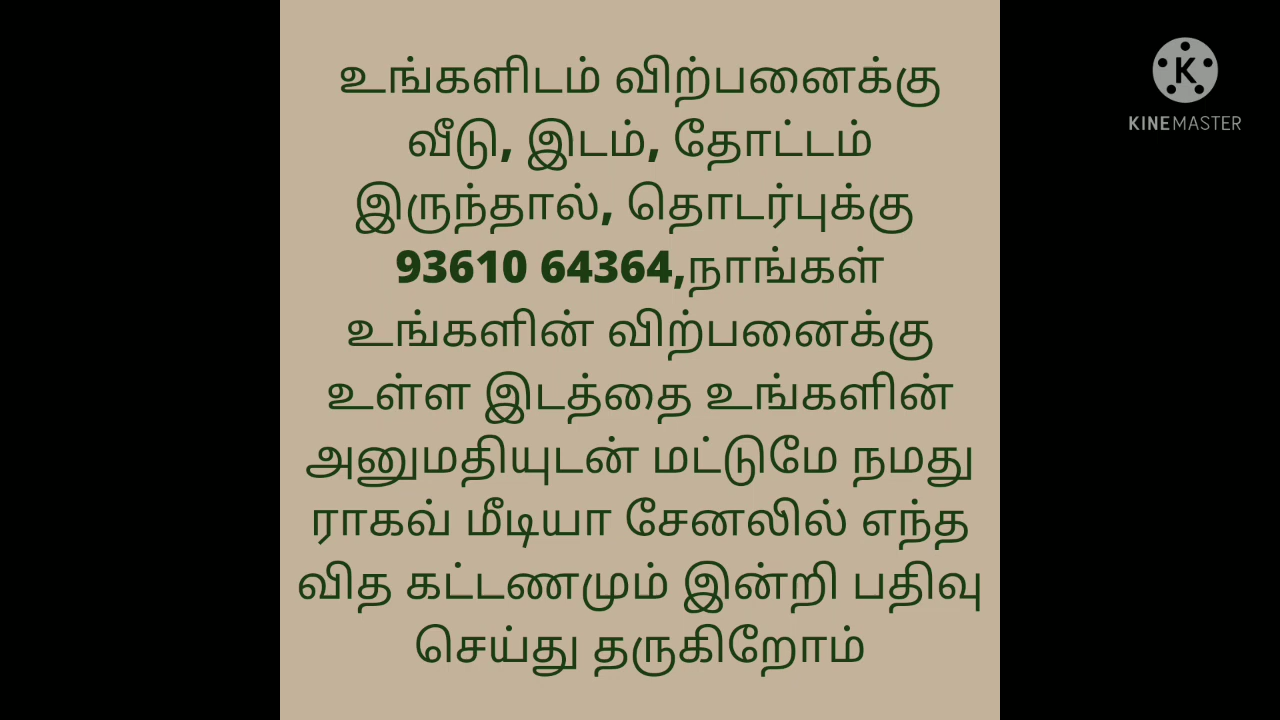 உங்களிடம் விற்பனைக்கு
வீடு, இடம், தோட்டம்
இருந்தால், தொடர்புக்கு
93610 64364,நாங்கள்
உங்களின் விற்பனைக்கு
உள்ள இடத்தை உங்களின்
அனுமதியுடன் மட்டுமே நமது
ராகவ் மீடியா சேனலில் எந்த
வித கட்டணமும் இன்றி பதிவு
செய்து தருகிறோம்
K
KINEMASTER